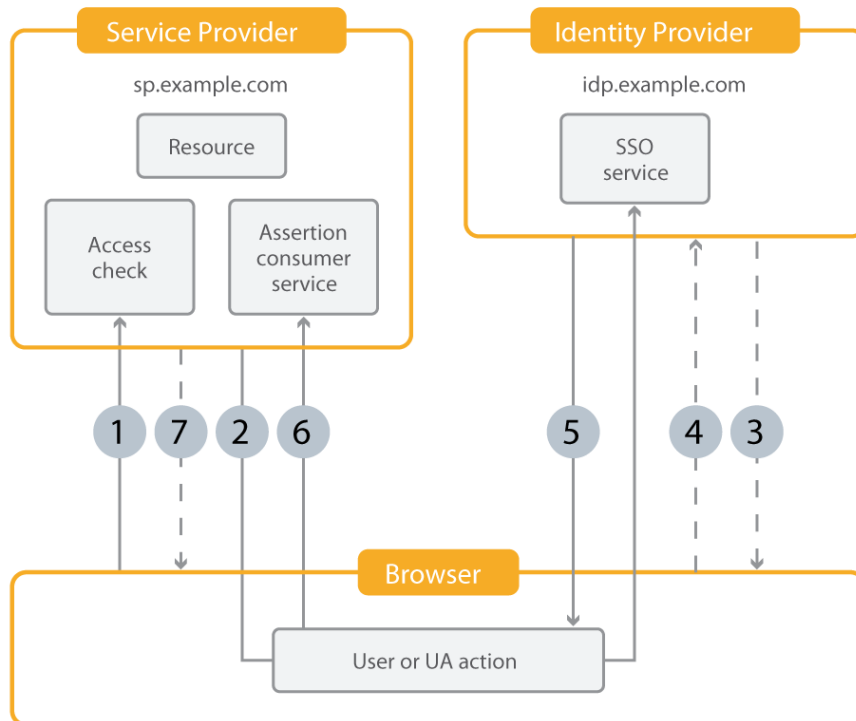 Service Provider
Identity Provider
sp.example.com
idp.example.com
Resource
SSO
service
Access
check
Assertion
consumer
service
1
7
2
6
5
4
3
Browser
User or UA action